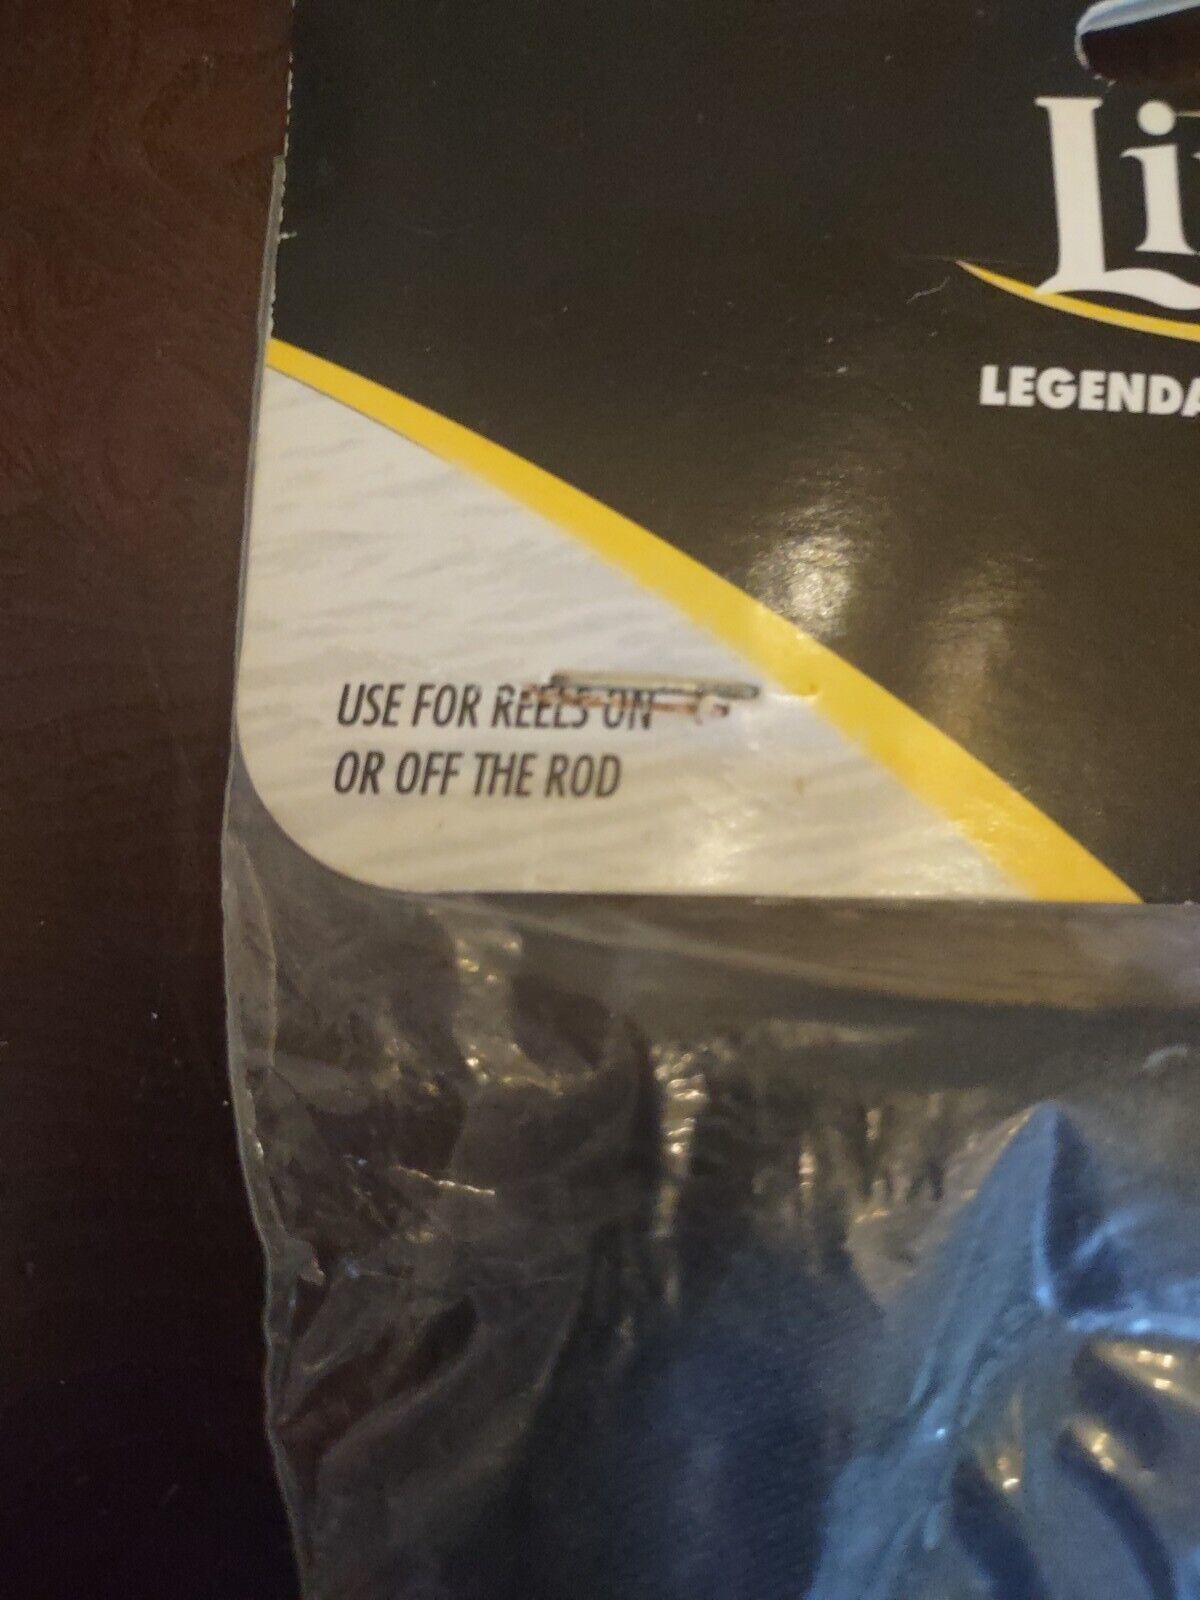 Li
LEGENDA
USE FOR REELS ON
OR OFF THE ROD